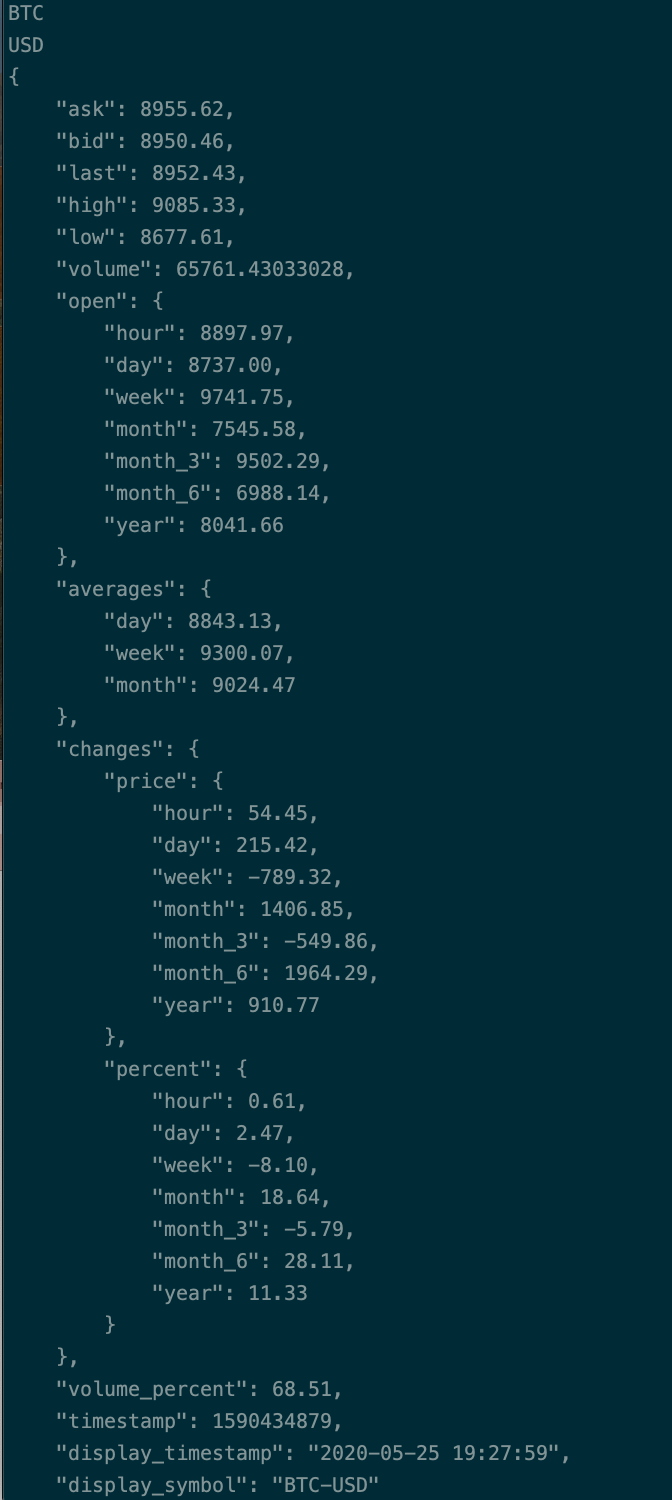 BTC
USD
{
    "ask": 8955.62,
    "bid": 8950.46,
    "last": 8952.43,
    "high": 9085.33,
    "low": 8677.61,
    "volume": 65761.43033028,
    "open": {
        "hour": 8897.97,
        "day": 8737.00,
        "week": 9741.75,
        "month": 7545.58,
        "month_3": 9502.29,
        "month_6": 6988.14,
        "year": 8041.66
    },
    "averages": {
        "day": 8843.13,
        "week": 9300.07,
        "month": 9024.47
    },
    "changes": {
        "price": {
            "hour": 54.45,
            "day": 215.42,
            "week": -789.32,
            "month": 1406.85,
            "month_3": -549.86,
            "month_6": 1964.29,
            "year": 910.77
        },
        "percent": {
            "hour": 0.61,
            "day": 2.47,
            "week": -8.10,
            "month": 18.64,
            "month_3": -5.79,
            "month_6": 28.11,
            "year": 11.33
        }
    },
    "volume_percent": 68.51,
    "timestamp": 1590434879,
    "display_timestamp": "2020-05-25 19:27:59",
    "display_symbol": "BTC-USD"